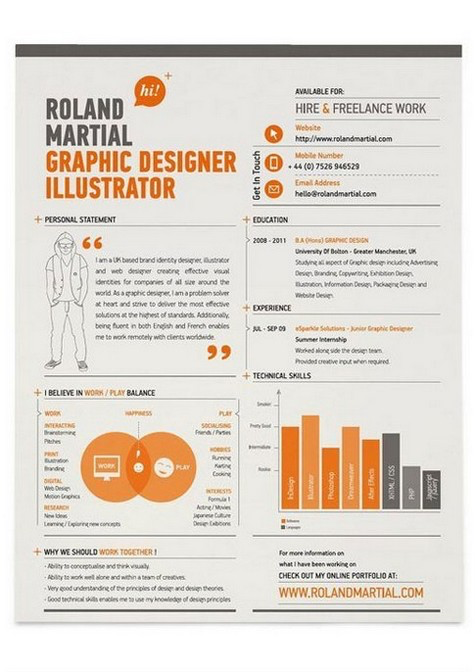 hi!
ROLAND
MARTIAL
GRAPHIC DESIGNER
ILLUSTRATOR
AVAILABLE FOR:
HIRE & FREELANCE WORK
Get In Touch
Website
http://www.rolandmartial.com
Mobile Number
+ 44 (0) 7526 946529
Email Address
hello@rolandmartial.com
PERSONAL STATEMENT
I am a UK based brand identity designer, illustrator
and web designer creating effective visual
identities for companies of all size around the
world. As a graphic designer, I am a problem solver
at heart and strive to deliver the most effective
solutions at the highest of standards. Additionally,
being fluent in both English and French enables
me to work remotely with clients worldwide.
EDUCATION
2008 - 2011
B.A (Hons) GRAPHIC DESIGN
University Of Bolton - Greater Manchester, UK
Studying all aspect of Graphic design including Advertising
Design, Branding, Copywriting, Exhibition Design,
Illustration, Information Design, Packaging Design and
Website Design.
EXPERIENCE
JUL - SEP 09
eSparkle Solutions - Junior Graphic Designer
Summer Internship
Worked along side the design team.
Provided creative input when required.
I BELIEVE IN WORK / PLAY BALANCE
WORK
HAPPINESS
PLAY
INTERACTING
Brainstorming
Pitches
PRINT
Illustration
Branding
DIGITAL
Web Design
Motion Graphics
RESEARCH
New Ideas
Learning / Exploring new concepts
WORK
PLAY
SOCIALISING
Friends / Parties
HOBBIES
Running
Karting
Cooking
INTERESTS
Formula 1
Acting / Movies
Japanese Culture
Design Exibitions
TECHNICAL SKILLS
Smokin'
Pretty Good
Intermediate
Rookie
InDesign
Illustrator
Photoshop
Dreamweaver
After Effects
XHTML / CSS
PHP
Javascript
/ jQuery
Softwares
Languages
WHY WE SHOULD WORK TOGETHER !
- Ability to conceptualise and think visually.
- Ability to work well alone and within a team of creatives.
- Very good understanding of the principles of design and design theories.
- Good technical skills enables me to use my knowledge of design principles
For more information on
what I have been working on
CHECK OUT MY ONLINE PORTFOLIO AT:
WWW.ROLANDMARTIAL.COM